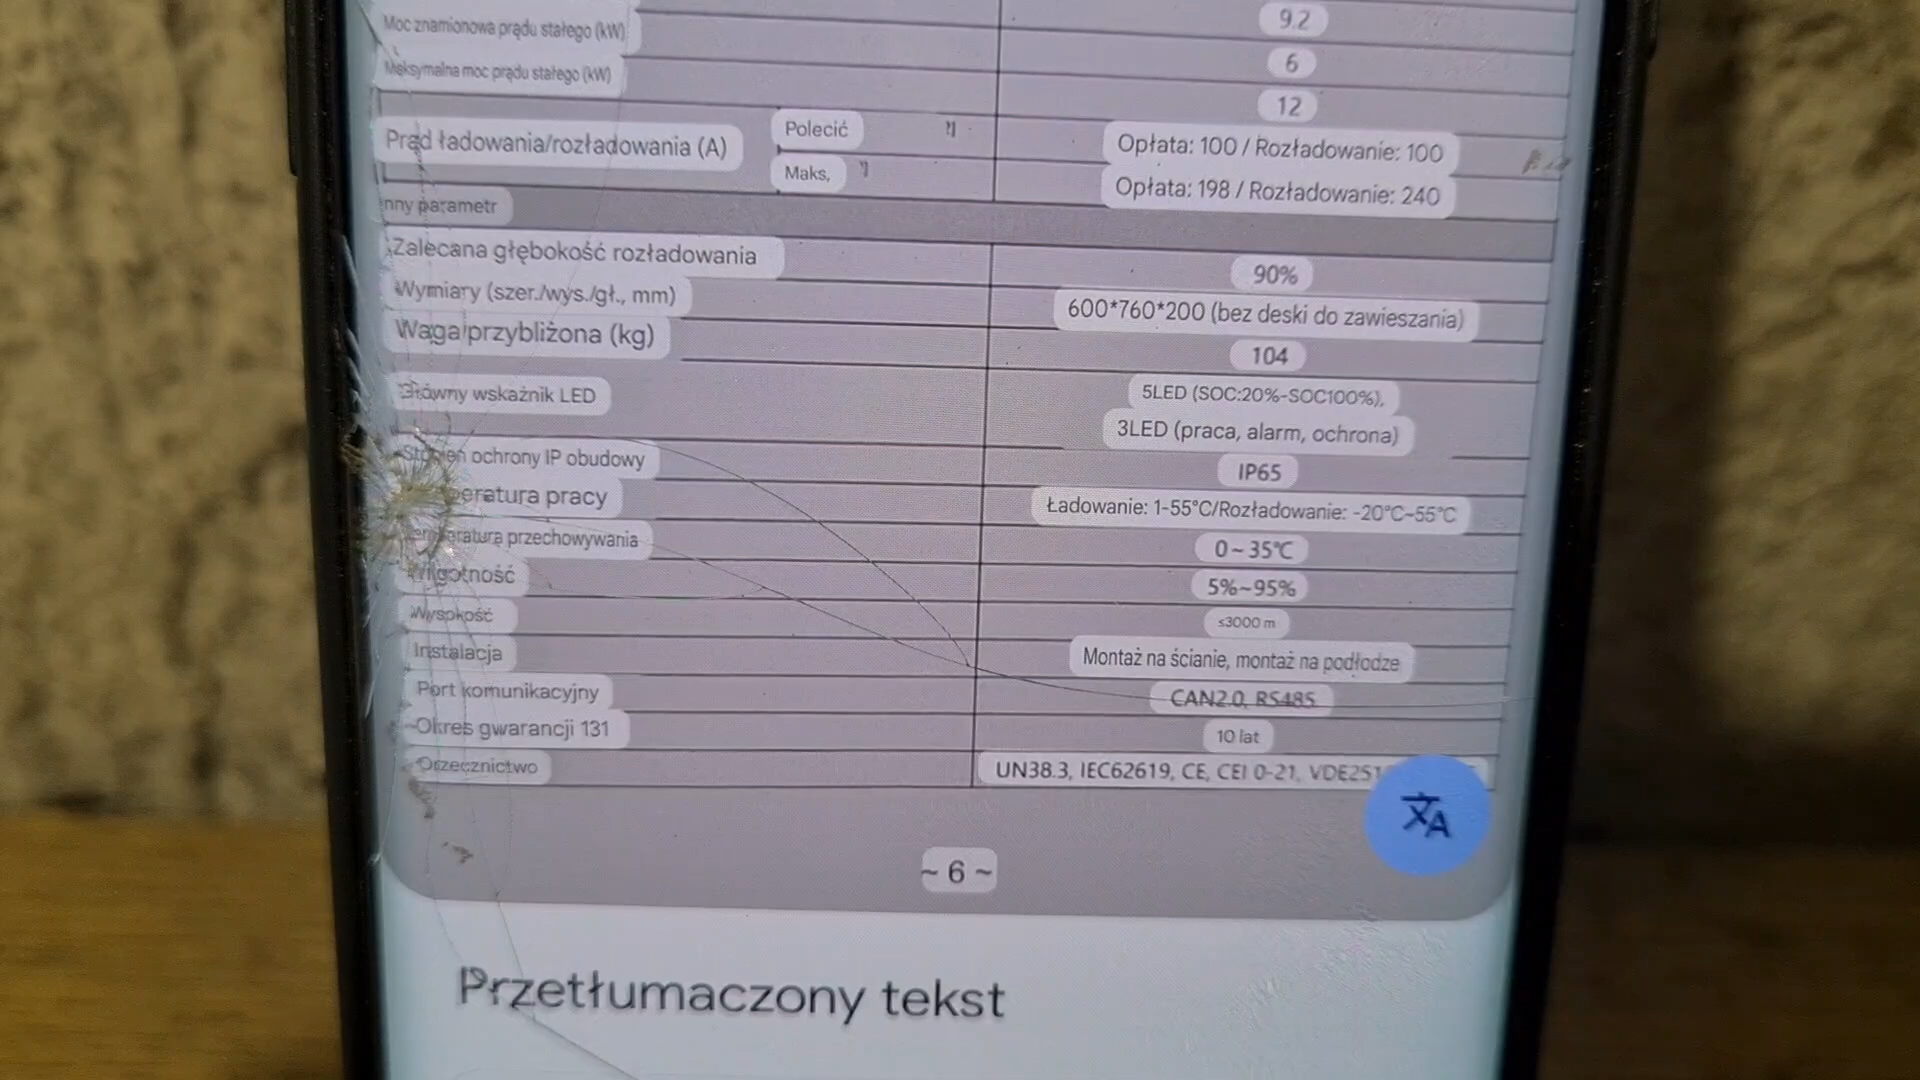 9.2
Moc znamionowa prądu stałego (kW)
6
Maksymalna moc prądu stałego (kW)
12
Prąd ładowania/rozładowania (A)
Polecić
Opłata: 100 / Rozładowanie: 100
Maks,
Opłata: 198 / Rozładowanie: 240
nny parametr
Zalecana głębokość rozładowania
90%
Wymiary (szer./wys./gł., mm)
600*760*200 (bez deski do zawieszania)
Waga przybliżona (kg)
104
Główny wskaźnik LED
5LED (SOC:20%-SOC100%),
3LED (praca, alarm, ochrona)
Stopień ochrony IP obudowy
IP65
peratura pracy
Ładowanie: 1-55°C/Rozładowanie: -20°C~55°C
Temperatura przechowywania
0~35℃
Wilgotność
5%~95%
Wysokość
≤3000 m
Instalacja
Montaż na ścianie, montaż na podłodze
Port komunikacyjny
CAN2.0, RS485
Okres gwarancji 131
10 lat
Orzecznictwo
UN38.3, IEC62619, CE, CEI 0-21,
~ 6 ~
Przetłumaczony tekst